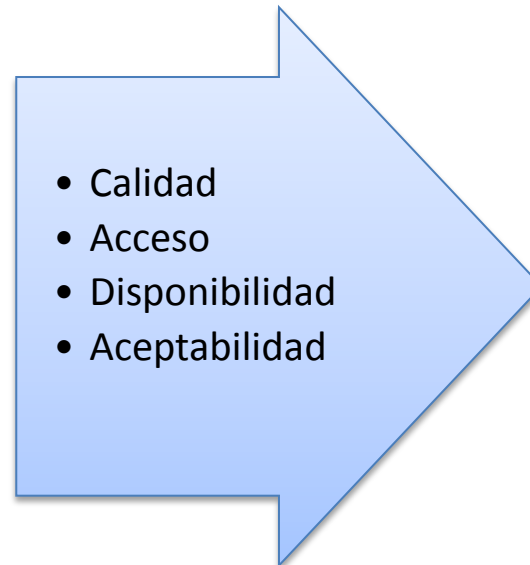 • Calidad
• Acceso
• Disponibilidad
• Aceptabilidad